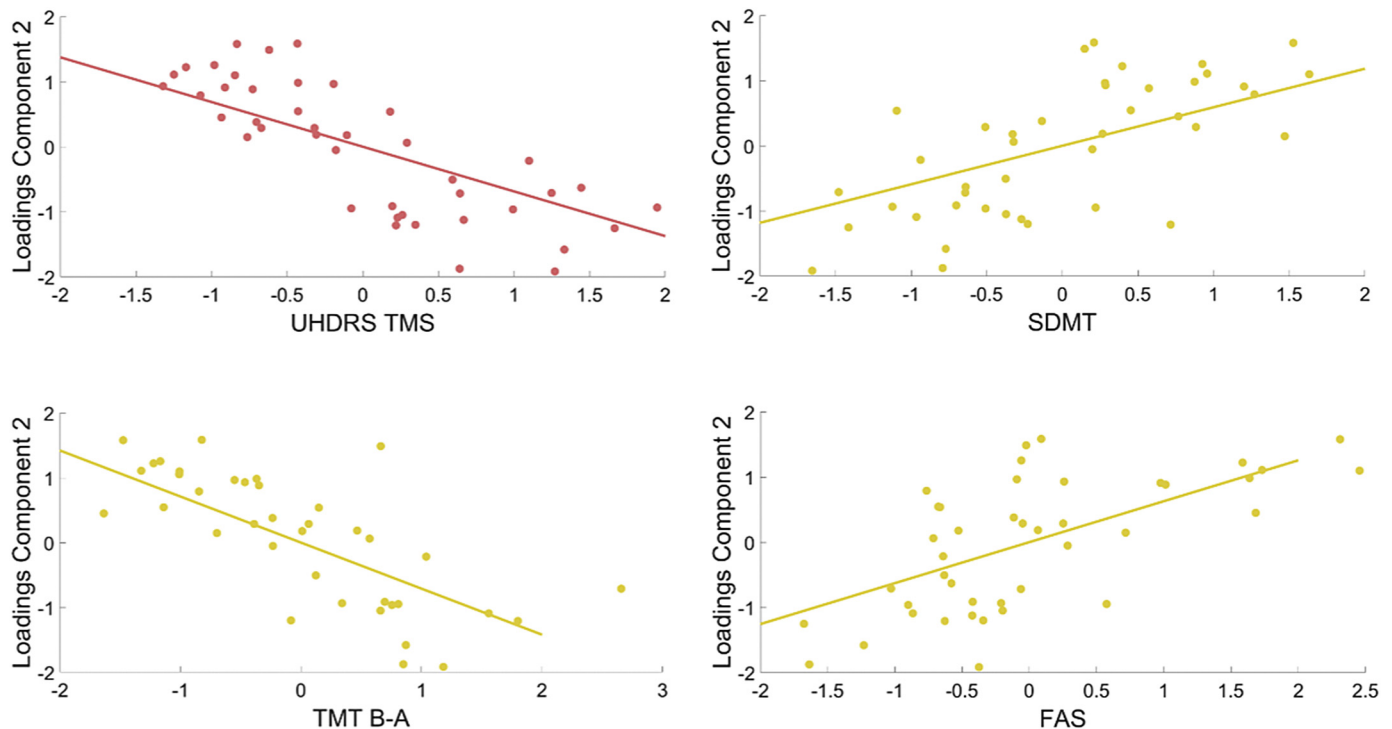 2
1
0
-1
-2
Loadings Component 2
-2 -1.5 -1 -0.5 0 0.5 1 1.5 2
UHDRS TMS
2
1
0
-1
-2
Loadings Component 2
-2 -1.5 -1 -0.5 0 0.5 1 1.5 2
SDMT
2
1
0
-1
-2
Loadings Component 2
-2 -1 0 1 2 3
TMT B-A
2
1
0
-1
-2
Loadings Component 2
-2 -1.5 -1 -0.5 0 0.5 1 1.5 2 2.5
FAS